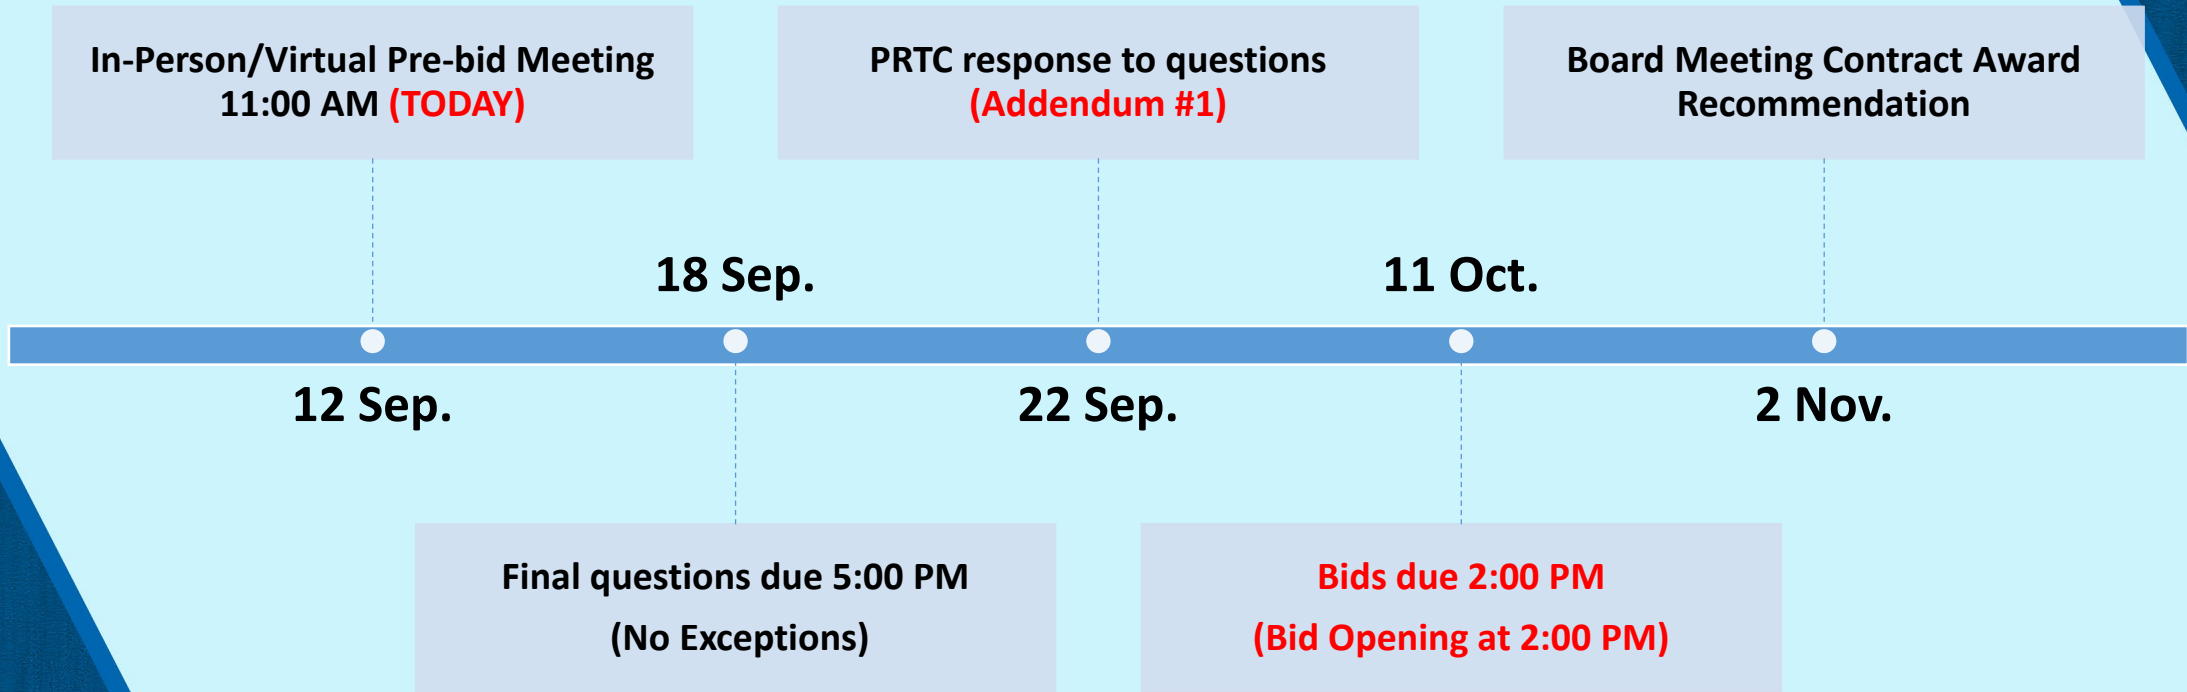 In-Person/Virtual Pre-bid Meeting
11:00 AM (TODAY)
PRTC response to questions
(Addendum #1)
Board Meeting Contract Award
Recommendation
18 Sep.
11 Oct.
12 Sep.
22 Sep.
2 Nov.
Final questions due 5:00 PM
(No Exceptions)
Bids due 2:00 PM
(Bid Opening at 2:00 PM)